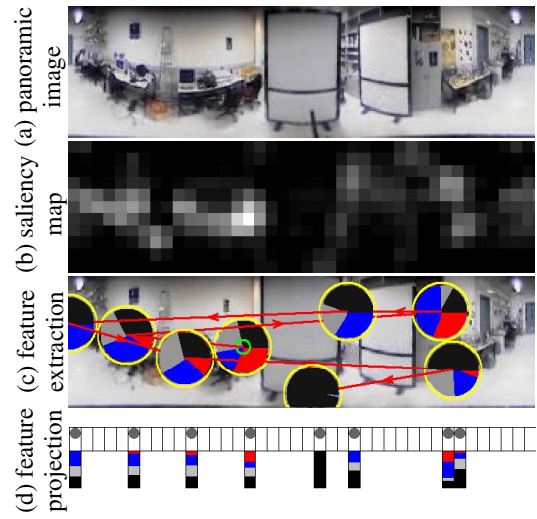 (a) panoramic
image
(b) saliency
map
(c) feature
extraction
(d) feature
projection